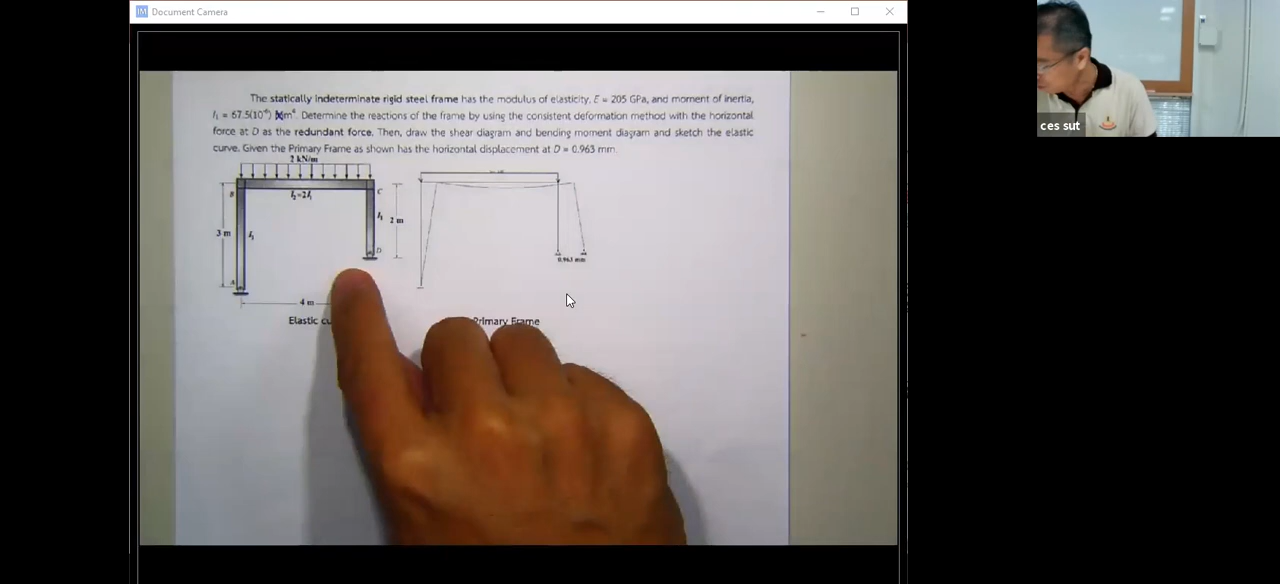 Document Camera
ces sut
The statically indeterminate rigid steel frame has the modulus of elasticity, E = 205 GPa, and moment of inertia,
I₁ = 67.5(10⁻⁶) m⁴. Determine the reactions of the frame by using the consistent deformation method with the horizontal
force at D as the redundant force. Then, draw the shear diagram and bending moment diagram and sketch the elastic
curve. Given the Primary Frame as shown has the horizontal displacement at D = 0.963 mm.
2 kN/m
B
C
I₂=2I₁
I₁
2 m
3 m
I₁
D
0.963 mm
A
4 m
Elastic
Primary Frame